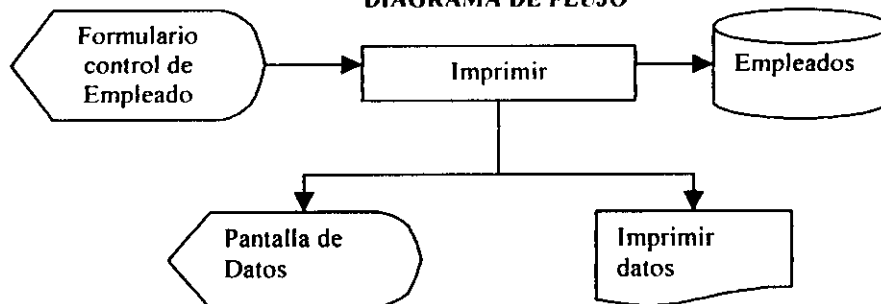 DIAGRAMA DE FLUJO
Formulario
control de
Empleado
Imprimir
Empleados
Pantalla de
Datos
Imprimir
datos